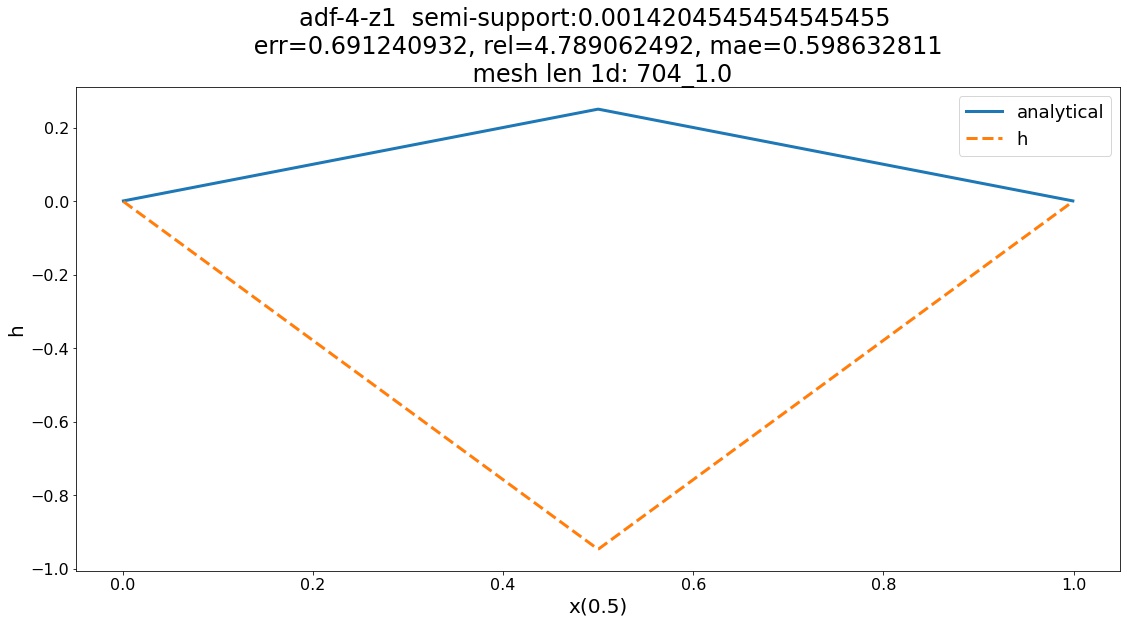 adf-4-z1  semi-support:0.0014204545454545455
err=0.691240932, rel=4.789062492, mae=0.598632811
mesh len 1d: 704_1.0
analytical
h
0.2
0.0
−0.2
−0.4
−0.6
−0.8
−1.0
h
0.0
0.2
0.4
0.6
0.8
1.0
x(0.5)